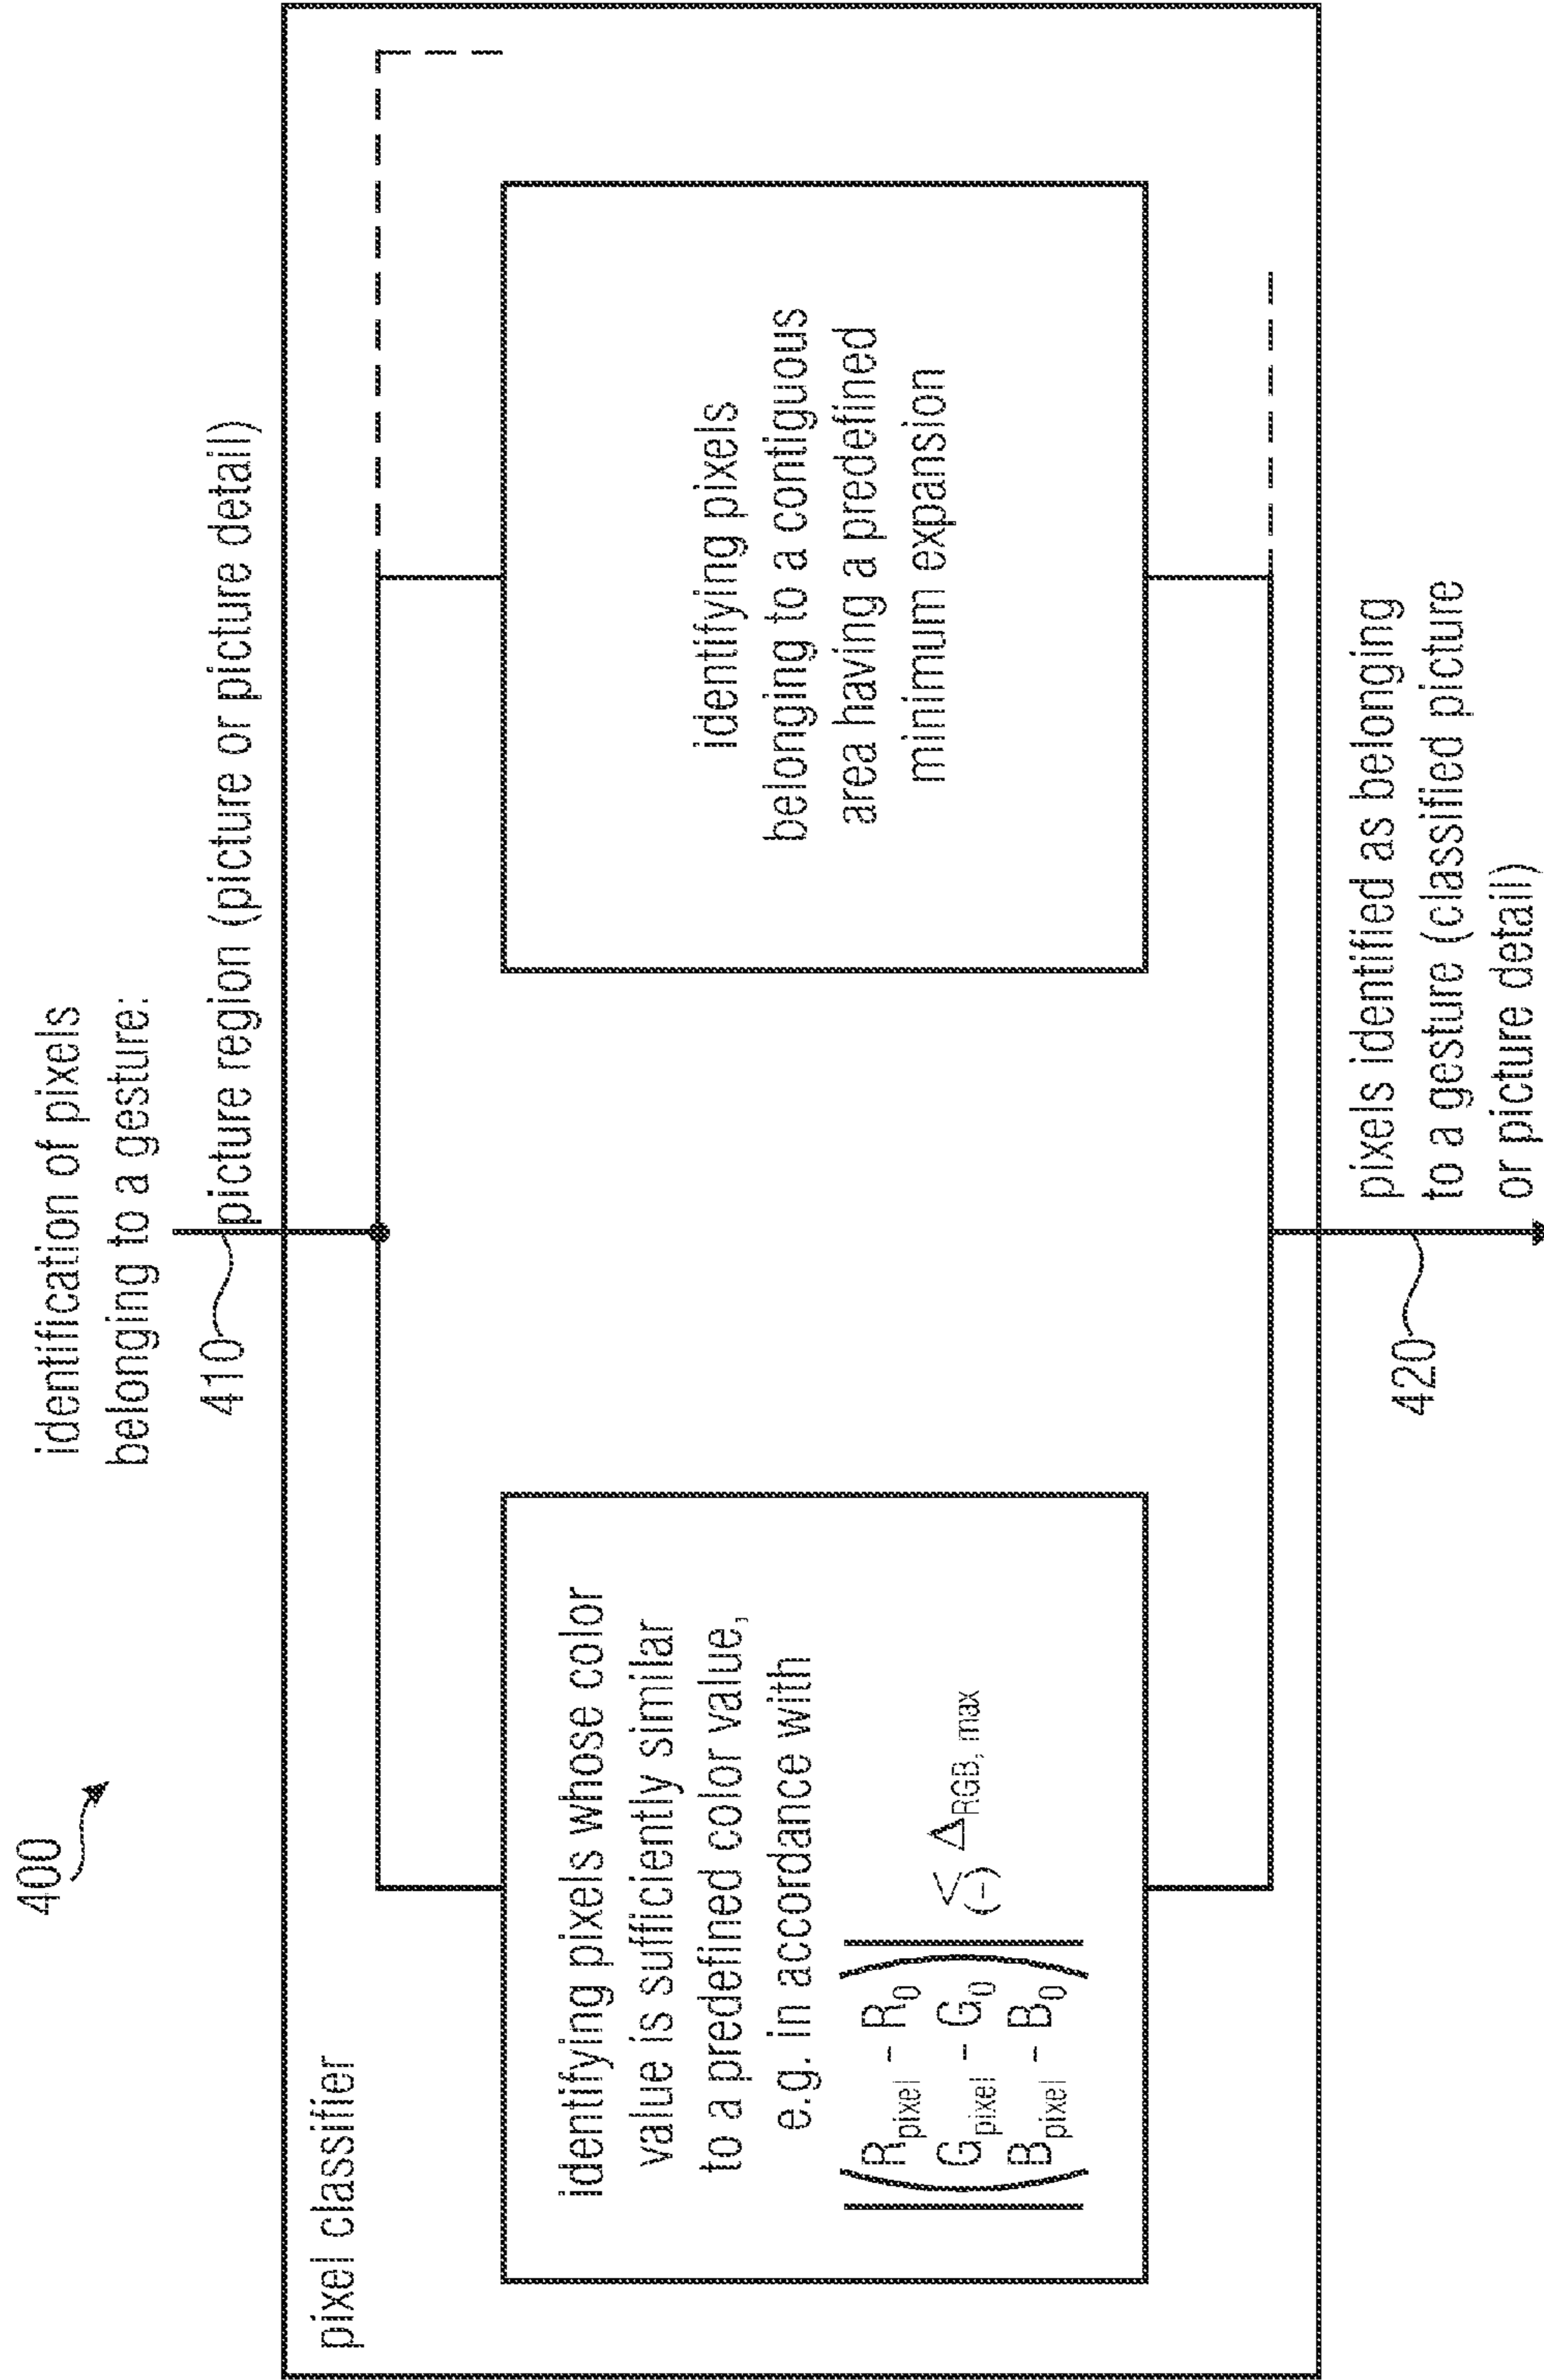 400
identification of pixels
belonging to a gesture:
410
picture region (picture or picture detail)
pixel classifier
identifying pixels whose color
value is sufficiently similar
to a predefined color value,
e.g. in accordance with
|(R_pixel - R_0
G_pixel - G_0
B_pixel - B_0)| <(–) Δ_RGB, max
identifying pixels
belonging to a contiguous
area having a predefined
minimum expansion
420
pixels identified as belonging
to a gesture (classified picture
or picture detail)